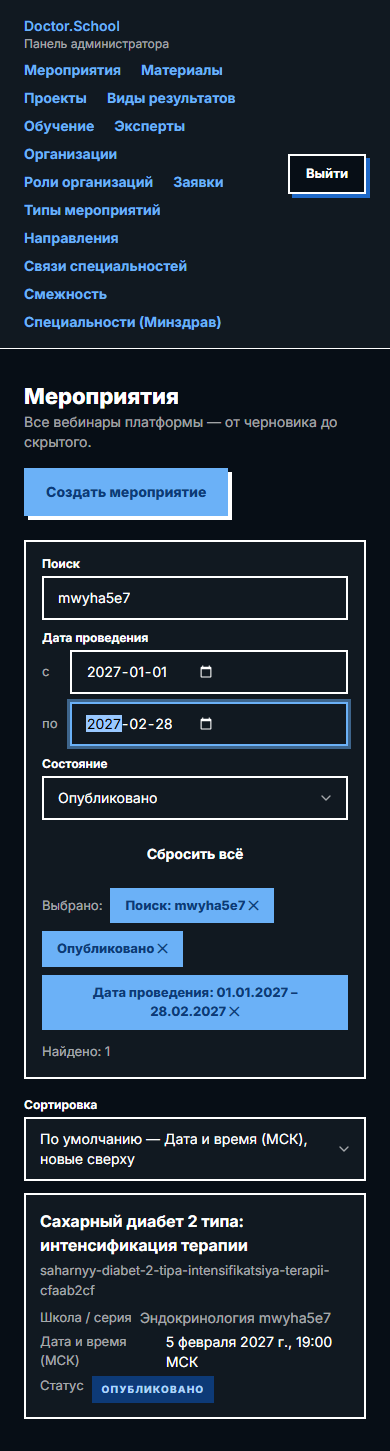 Doctor.School
Панель администратора
Мероприятия Материалы
Проекты Виды результатов
Обучение Эксперты
Организации
Роли организаций Заявки
Типы мероприятий
Направления
Связи специальностей
Смежность
Специальности (Минздрав)
Выйти
Мероприятия
Все вебинары платформы — от черновика до
скрытого.
Создать мероприятие
Поиск
mwyha5e7
Дата проведения
с 2027-01-01
по 2027-02-28
Состояние
Опубликовано
Сбросить всё
Выбрано: Поиск: mwyha5e7 ✕
Опубликовано ✕
Дата проведения: 01.01.2027 –
28.02.2027 ✕
Найдено: 1
Сортировка
По умолчанию — Дата и время (МСК),
новые сверху
Сахарный диабет 2 типа:
интенсификация терапии
saharnyy-diabet-2-tipa-intensifikatsiya-terapii-
cfaab2cf
Школа / серия Эндокринология mwyha5e7
Дата и время (МСК) 5 февраля 2027 г., 19:00 МСК
Статус ОПУБЛИКОВАНО